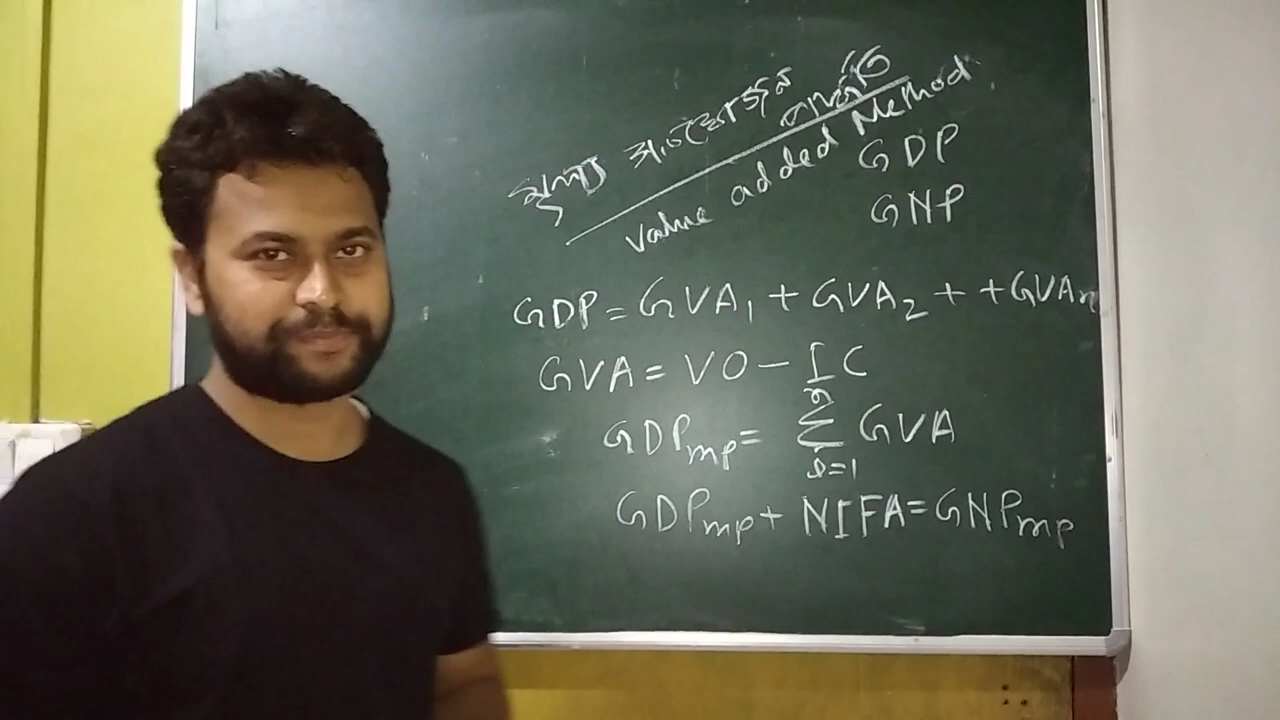 মূল্য সংযোজন পদ্ধতি
Value added Method
GDP
GNP
GDP = GVA₁ + GVA₂ + + GVAn
GVA = VO – IC
GDPmp = n∑i=1 GVA
GDPmp + NIFA = GNPmp